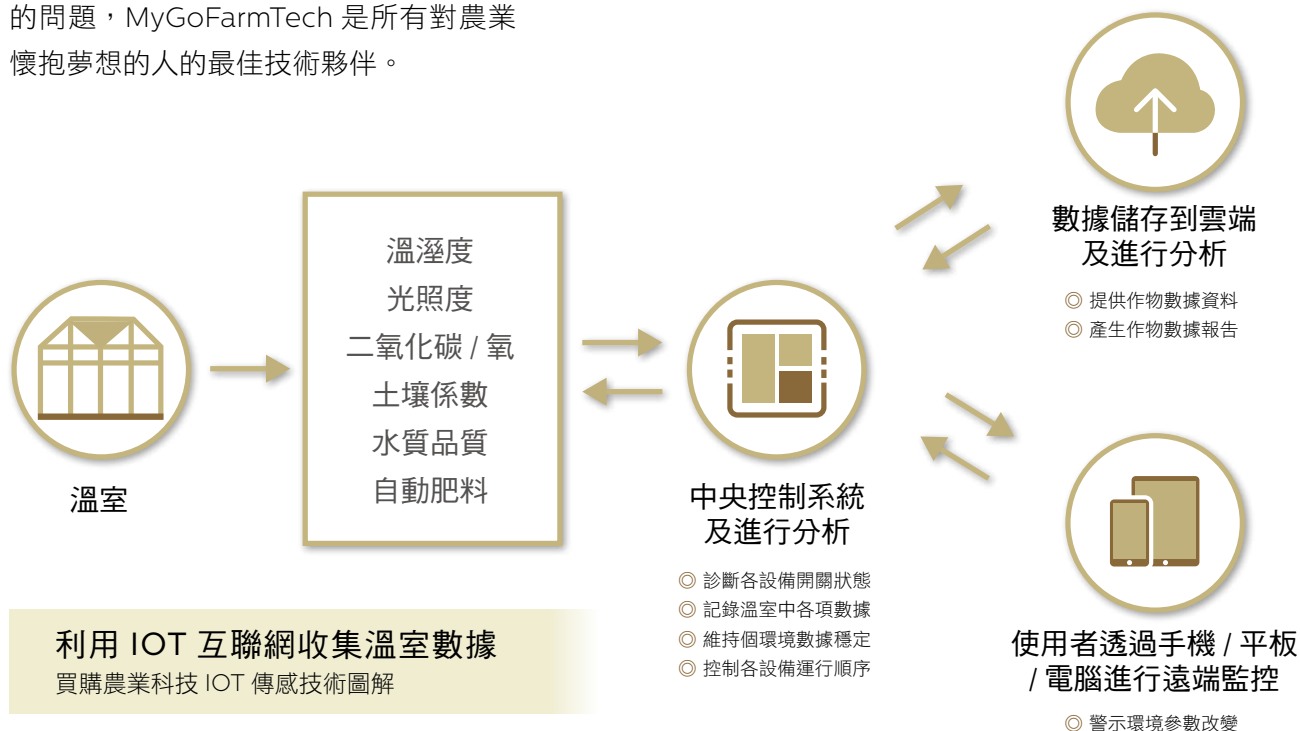 的問題，MyGoFarmTech 是所有對農業
懷抱夢想的人的最佳技術夥伴。
溫室
溫溼度
光照度
二氧化碳 / 氧
土壤係數
水質品質
自動肥料
中央控制系統
及進行分析
◎ 診斷各設備開關狀態
◎ 記錄溫室中各項數據
◎ 維持個環境數據穩定
◎ 控制各設備運行順序
數據儲存到雲端
及進行分析
◎ 提供作物數據資料
◎ 產生作物數據報告
使用者透過手機 / 平板
/ 電腦進行遠端監控
◎ 警示環境參數改變
利用 IOT 互聯網收集溫室數據
買購農業科技 IOT 傳感技術圖解